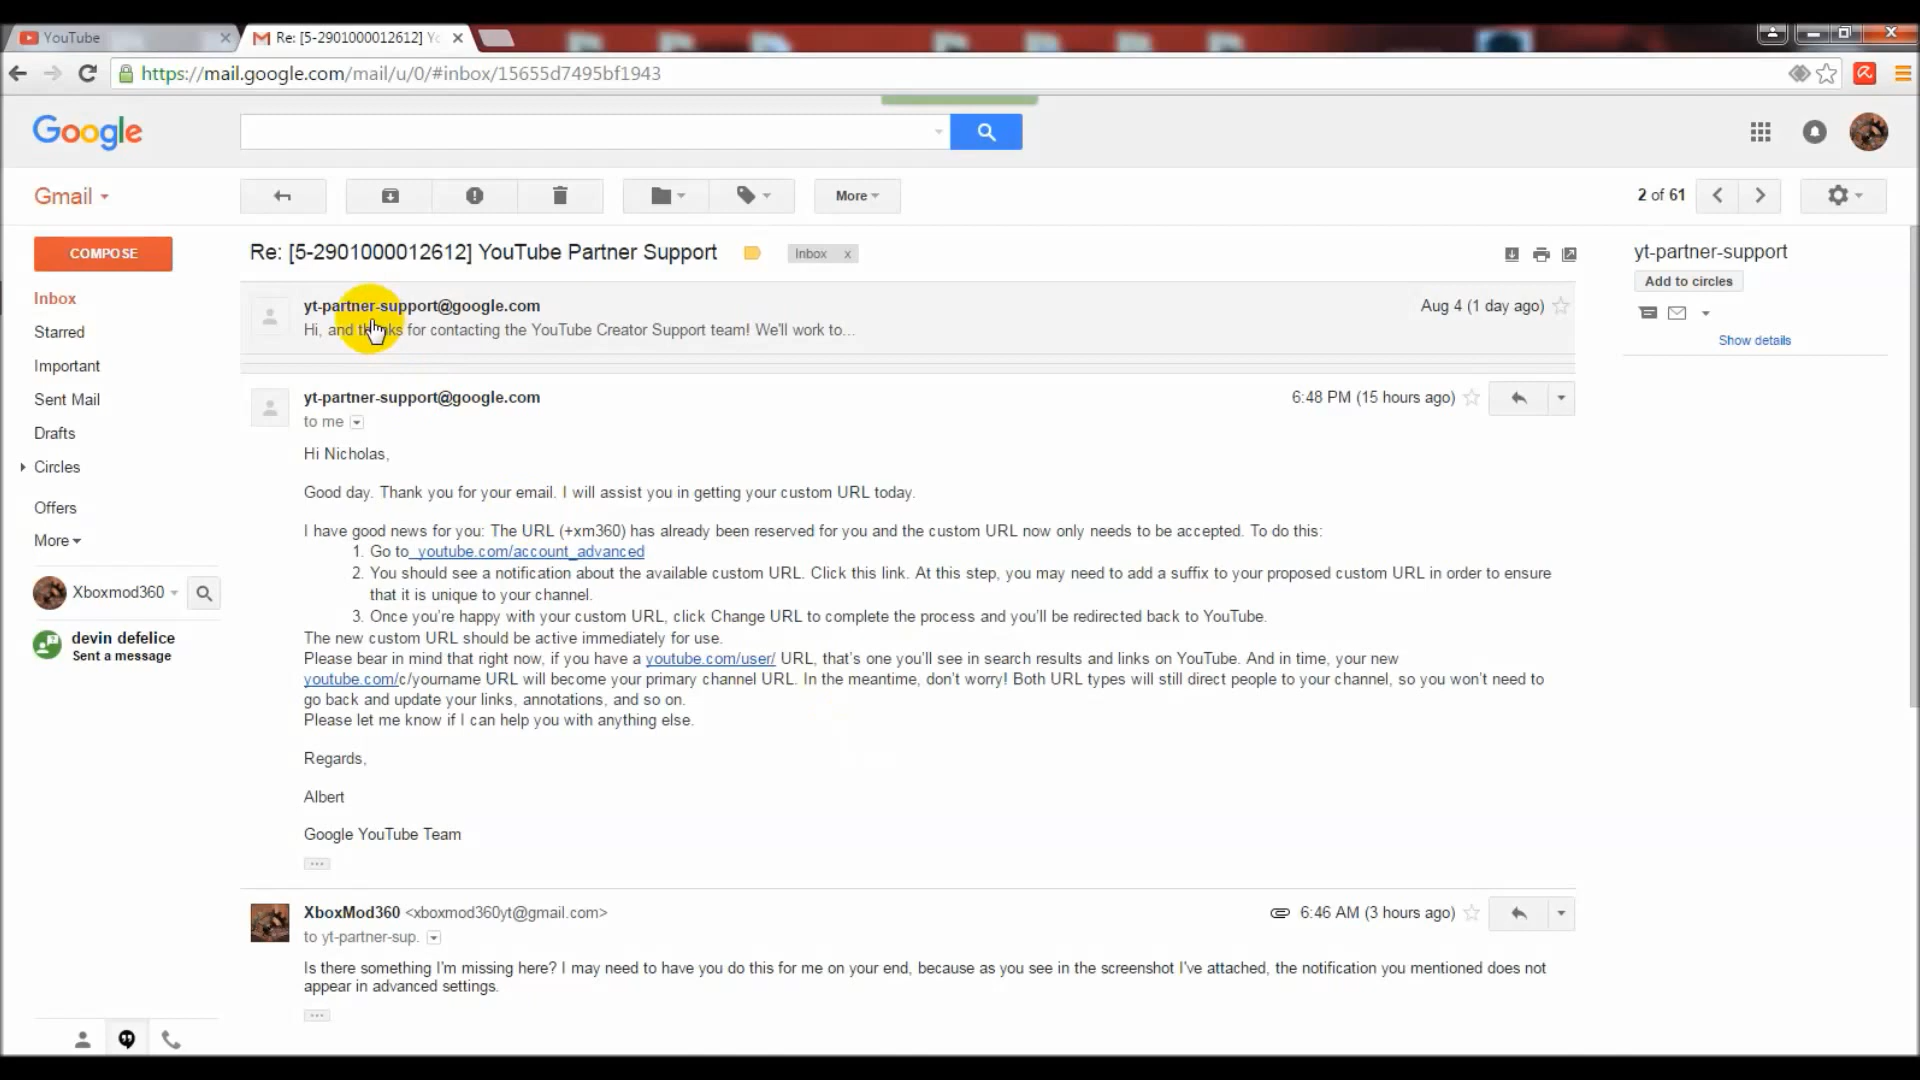 YouTube
Re: [5-2901000012612] Yo
https://mail.google.com/mail/u/0/#inbox/15655d7495bf1943
Google
Gmail
More
2 of 61
COMPOSE
Re: [5-2901000012612] YouTube Partner Support
Inbox x
yt-partner-support
Add to circles
Show details
Inbox
Starred
Important
Sent Mail
Drafts
Circles
Offers
More
Xboxmod360
devin defelice
Sent a message
yt-partner-support@google.com
Aug 4 (1 day ago)
Hi, and thanks for contacting the YouTube Creator Support team! We'll work to...
yt-partner-support@google.com
6:48 PM (15 hours ago)
to me
Hi Nicholas,
Good day. Thank you for your email. I will assist you in getting your custom URL today.
I have good news for you: The URL (+xm360) has already been reserved for you and the custom URL now only needs to be accepted. To do this:
1. Go to youtube.com/account_advanced
2. You should see a notification about the available custom URL. Click this link. At this step, you may need to add a suffix to your proposed custom URL in order to ensure
that it is unique to your channel.
3. Once you're happy with your custom URL, click Change URL to complete the process and you'll be redirected back to YouTube.
The new custom URL should be active immediately for use.
Please bear in mind that right now, if you have a youtube.com/user/ URL, that's one you'll see in search results and links on YouTube. And in time, your new
youtube.com/c/yourname URL will become your primary channel URL. In the meantime, don't worry! Both URL types will still direct people to your channel, so you won't need to
go back and update your links, annotations, and so on.
Please let me know if I can help you with anything else.
Regards,
Albert
Google YouTube Team
XboxMod360 <xboxmod360yt@gmail.com>
6:46 AM (3 hours ago)
to yt-partner-sup.
Is there something I'm missing here? I may need to have you do this for me on your end, because as you see in the screenshot I've attached, the notification you mentioned does not
appear in advanced settings.